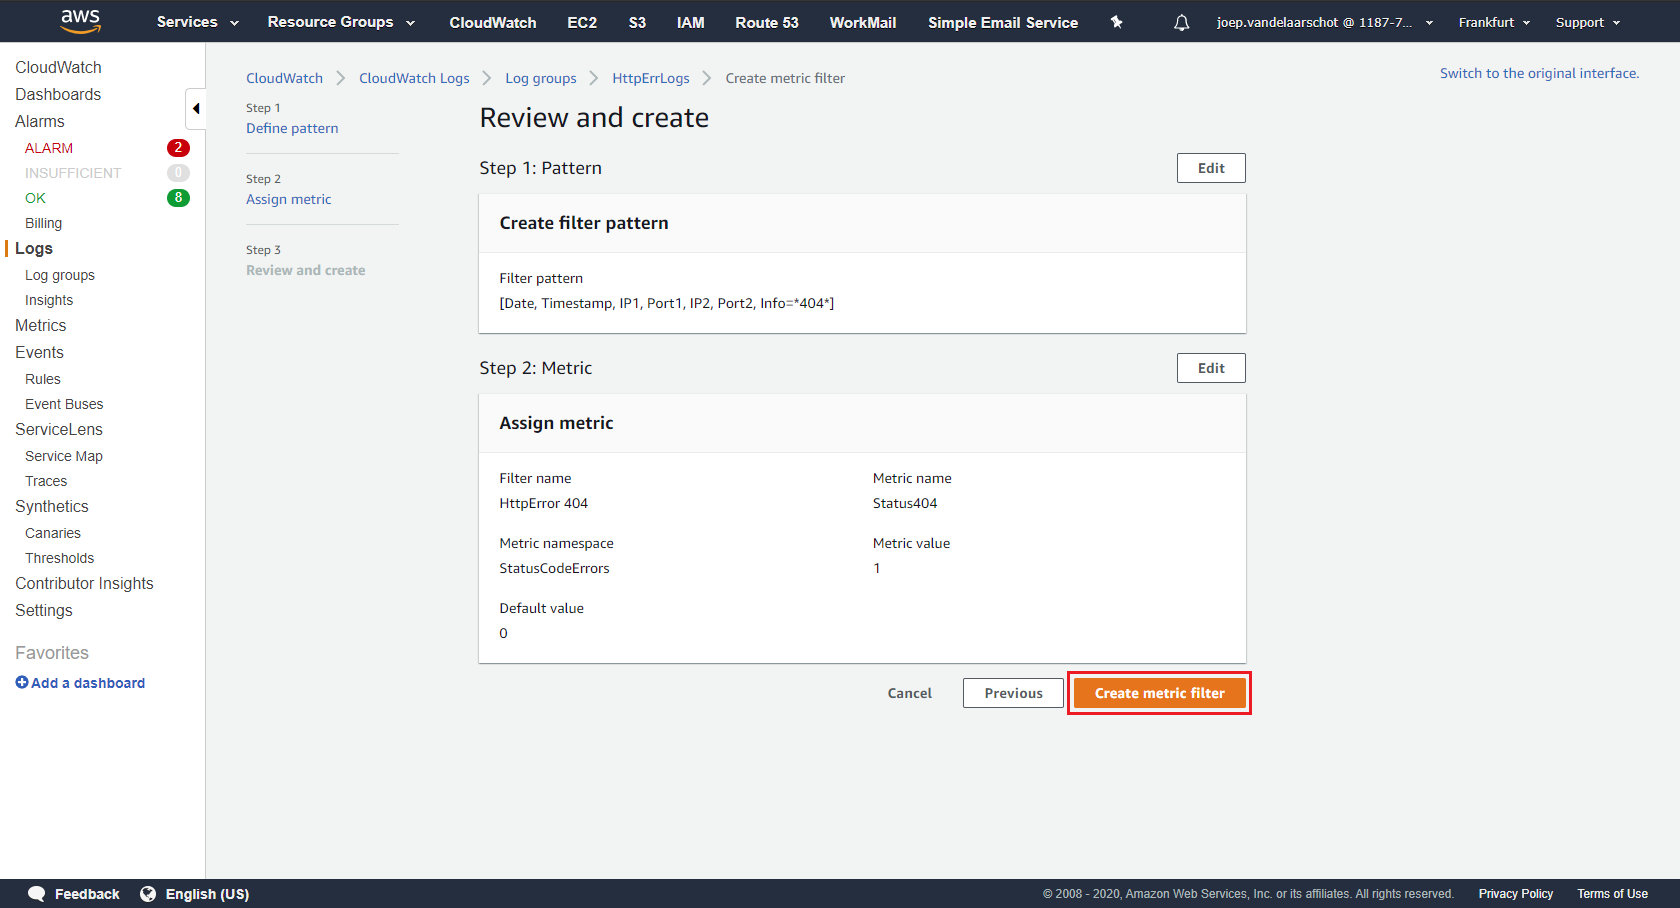 aws Services Resource Groups CloudWatch EC2 S3 IAM Route 53 WorkMail Simple Email Service joep.vandelaarschot @ 1187-7... Frankfurt Support
CloudWatch
Dashboards
Alarms
ALARM 2
INSUFFICIENT 0
OK 8
Billing
Logs
Log groups
Insights
Metrics
Events
Rules
Event Buses
ServiceLens
Service Map
Traces
Synthetics
Canaries
Thresholds
Contributor Insights
Settings
Favorites
Add a dashboard
CloudWatch CloudWatch Logs Log groups HttpErrLogs Create metric filter
Switch to the original interface.
Step 1
Define pattern
Step 2
Assign metric
Step 3
Review and create
Review and create
Step 1: Pattern Edit
Create filter pattern
Filter pattern
[Date, Timestamp, IP1, Port1, IP2, Port2, Info=*404*]
Step 2: Metric Edit
Assign metric
Filter name Metric name
HttpError 404 Status404
Metric namespace Metric value
StatusCodeErrors 1
Default value
0
Cancel Previous Create metric filter
Feedback English (US) © 2008 - 2020, Amazon Web Services, Inc. or its affiliates. All rights reserved. Privacy Policy Terms of Use